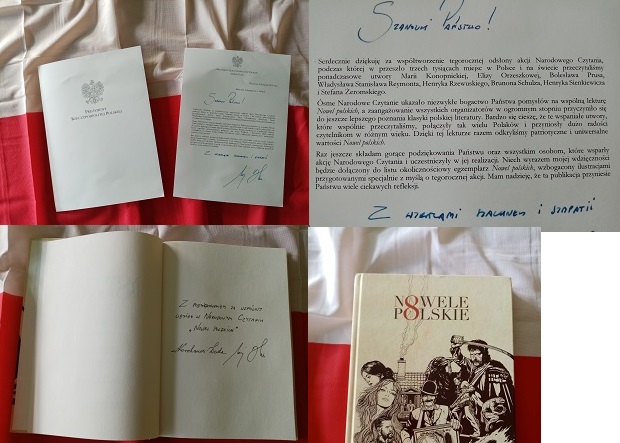 PREZYDENT
RZECZYPOSPOLITEJ POLSKIEJ
Szanowni Państwo!
Szanowni Państwo!
Serdecznie dziękuję za współtworzenie tegorocznej odsłony akcji Narodowego Czytania,
podczas której w przeszło trzech tysiącach miejsc w Polsce i na świecie przeczytaliśmy
ponadczasowe utwory Marii Konopnickiej, Elizy Orzeszkowej, Bolesława Prusa,
Władysława Stanisława Reymonta, Henryka Rzewuskiego, Brunona Schulza, Henryka Sienkiewicza
i Stefana Żeromskiego.
Ósme Narodowe Czytanie ukazało niezwykłe bogactwo Państwa pomysłów na wspólną lekturę
Nowel polskich, a zaangażowanie wszystkich organizatorów w ogromnym stopniu przyczyniło się
do jeszcze lepszego poznania klasyki polskiej literatury. Bardzo się cieszę, że te wspaniałe utwory,
które wspólnie przeczytaliśmy, połączyły tak wielu Polaków i przyniosły dużo radości
czytelnikom w różnym wieku. Dzięki tej lekturze razem odkryliśmy patriotyczne i uniwersalne
wartości Nowel polskich.
Raz jeszcze składam gorące podziękowania Państwu oraz wszystkim osobom, które wsparły
akcję Narodowego Czytania i uczestniczyły w jej realizacji. Niech wyrazem mojej wdzięczności
będzie dołączony do listu okolicznościowy egzemplarz Nowel polskich, wzbogacony ilustracjami
przygotowanymi specjalnie z myślą o tegorocznej akcji. Mam nadzieję, że ta publikacja przyniesie
Państwu wiele ciekawych refleksji.
Z wyrazami szacunku i sympatii
Z podziękowaniem za wspólną
lekturę w Narodowym Czytaniu
"Nowel polskich"
8
NOWELE
POLSKIE